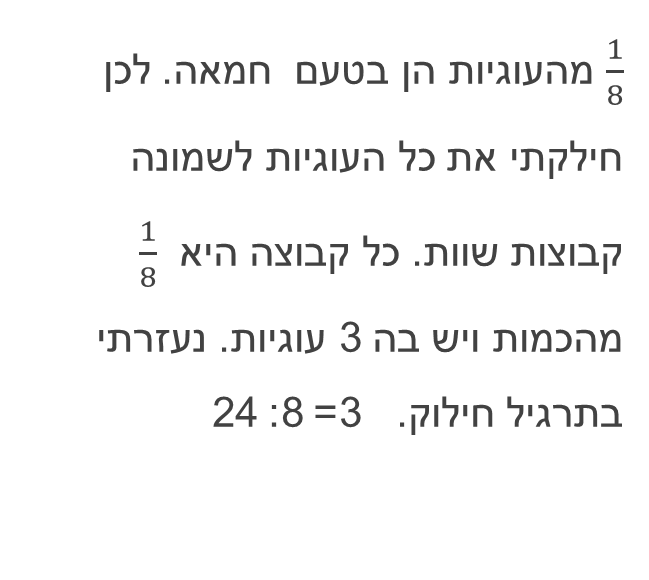 1/8 מהעוגיות הן בטעם  חמאה. לכן
חילקתי את כל העוגיות לשמונה
קבוצות שוות. כל קבוצה היא 1/8
מהכמות ויש בה 3 עוגיות. נעזרתי
בתרגיל חילוק.   24 :8 =3